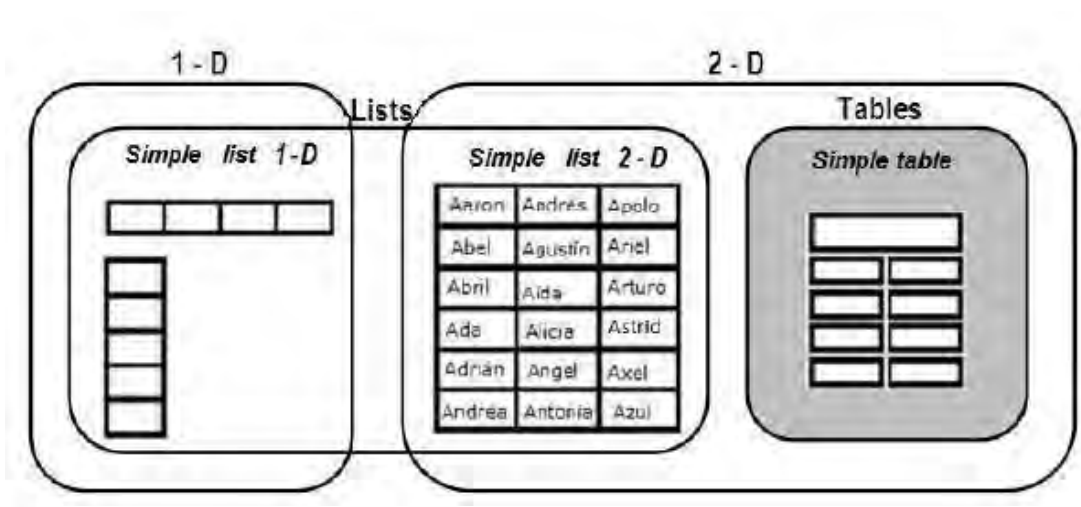 1 - D
2 - D
Lists
Tables
Simple list 1-D
Simple list 2 - D
Simple table
Aaron Andrés Apolo
Abel Agustín Ariel
Abril Aida Arturo
Ada Alicia Astrid
Adrián Angel Axel
Andrea Antonia Azul